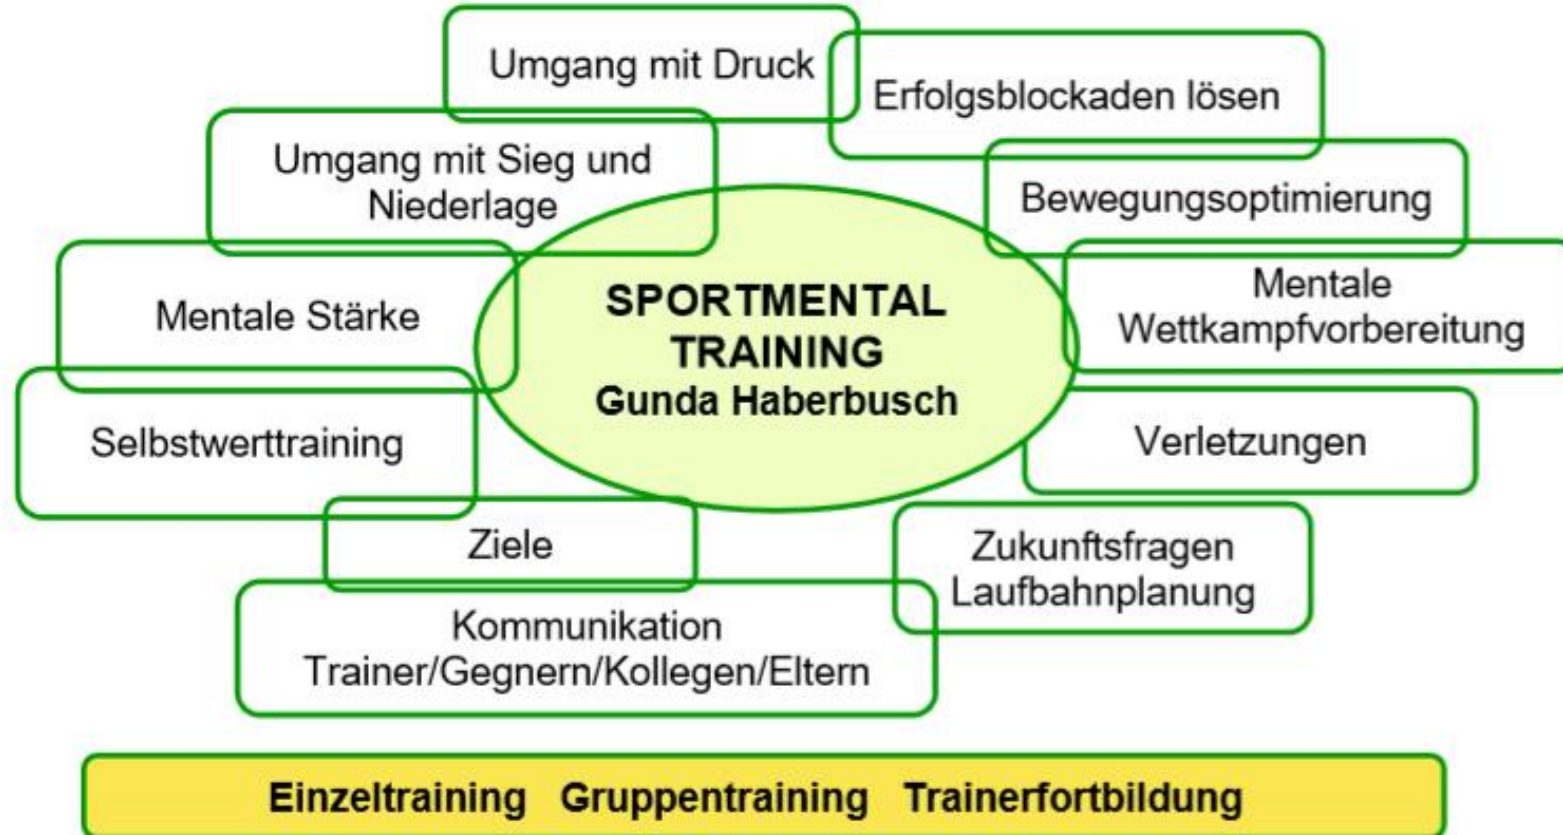 Umgang mit Druck
Erfolgsblockaden lösen
Umgang mit Sieg und
Niederlage
Bewegungsoptimierung
Mentale
Wettkampfvorbereitung
Mentale Stärke
SPORTMENTAL
TRAINING
Gunda Haberbusch
Selbstwerttraining
Verletzungen
Ziele
Zukunftsfragen
Laufbahnplanung
Kommunikation
Trainer/Gegnern/Kollegen/Eltern
Einzeltraining Gruppentraining Trainerfortbildung